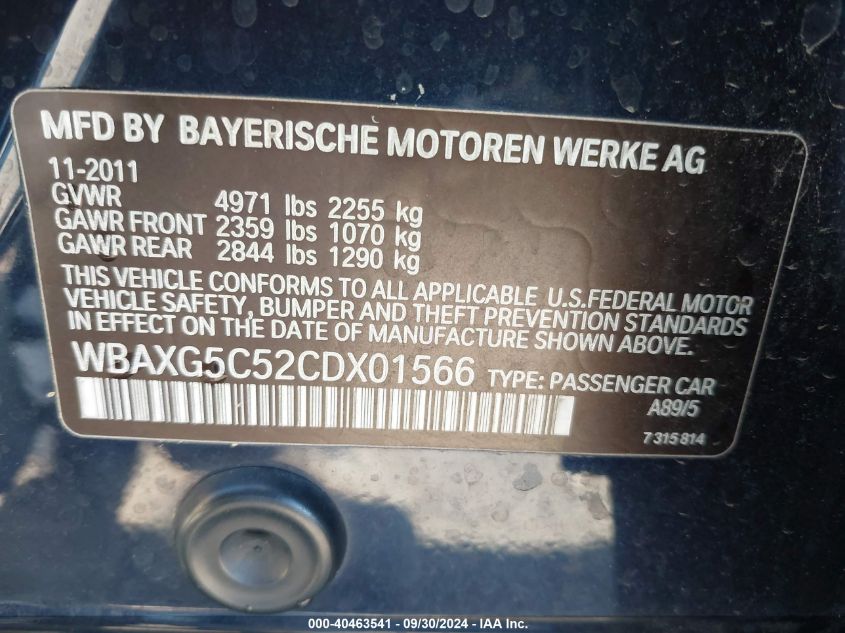 MFD BY BAYERISCHE MOTOREN WERKE AG
11-2011
GVWR 4971 lbs 2255 kg
GAWR FRONT 2359 lbs 1070 kg
GAWR REAR 2844 lbs 1290 kg
THIS VEHICLE CONFORMS TO ALL APPLICABLE U.S.FEDERAL MOTOR
VEHICLE SAFETY, BUMPER AND THEFT PREVENTION STANDARDS
IN EFFECT ON THE DATE OF MANUFACTURE SHOWN ABOVE.
WBAXG5C52CDX01566 TYPE: PASSENGER CAR
A89/5
7 315 814
000-40463541 - 09/30/2024 - IAA Inc.